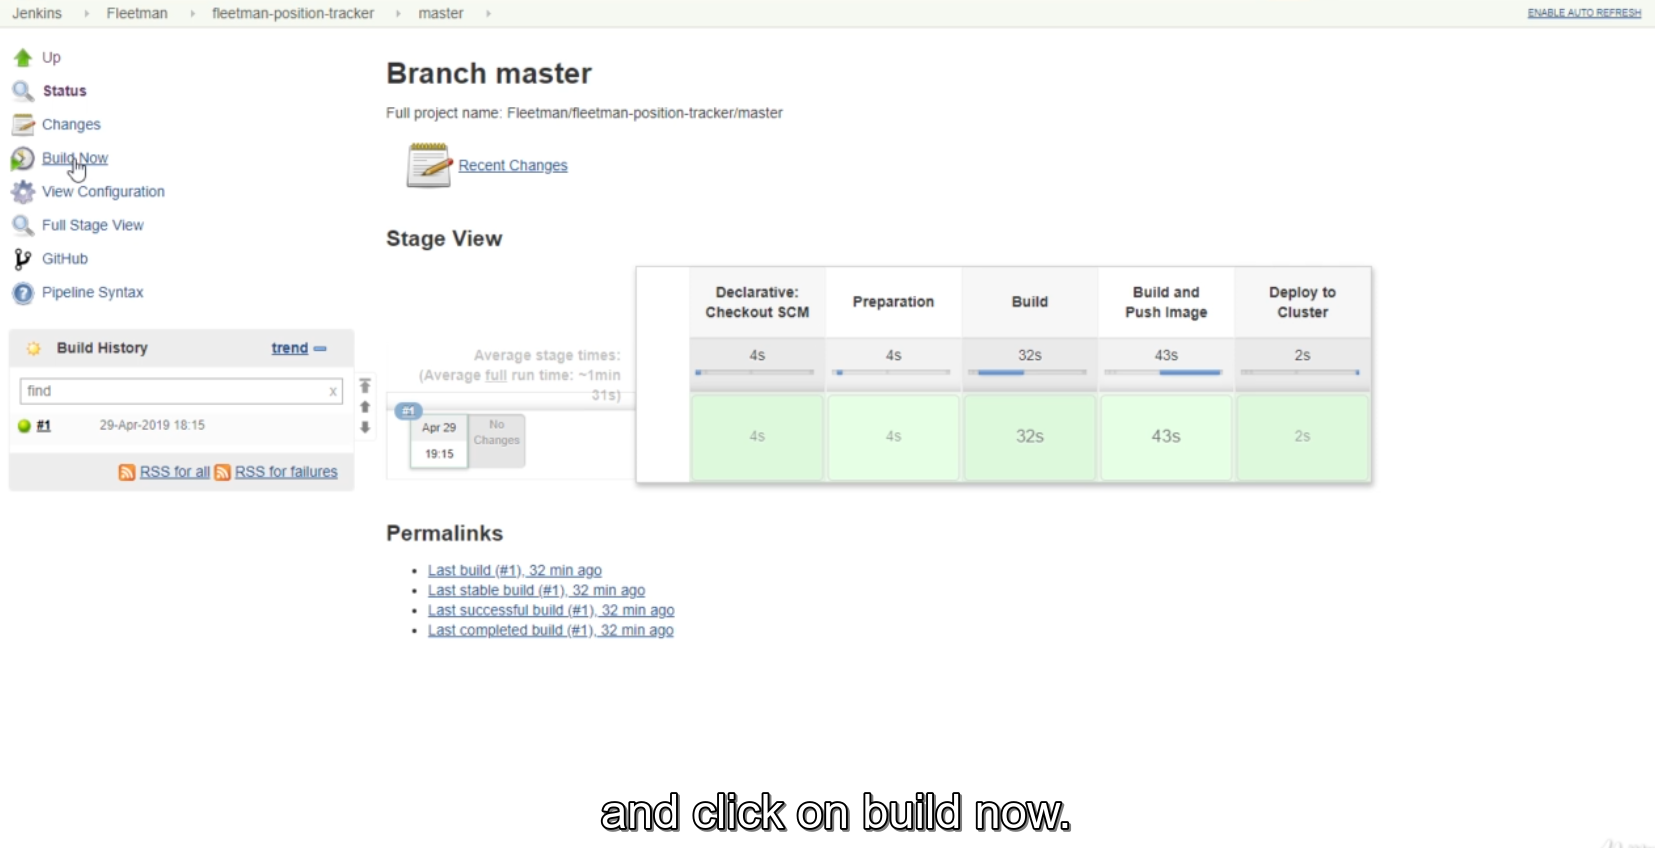 Jenkins Fleetman fleetman-position-tracker master
ENABLE AUTO REFRESH
Up
Status
Changes
Build Now
View Configuration
Full Stage View
GitHub
Pipeline Syntax
Build History
trend
find
x
#1 29-Apr-2019 18:15
RSS for all RSS for failures
Branch master
Full project name: Fleetman/fleetman-position-tracker/master
Recent Changes
Stage View
Declarative:
Checkout SCM
Preparation
Build
Build and
Push Image
Deploy to
Cluster
Average stage times:
(Average full run time: ~1min
31s)
4s 4s 32s 43s 2s
#1
Apr 29
19:15
No
Changes
4s 4s 32s 43s 2s
Permalinks
Last build (#1), 32 min ago
Last stable build (#1), 32 min ago
Last successful build (#1), 32 min ago
Last completed build (#1), 32 min ago
and click on build now.